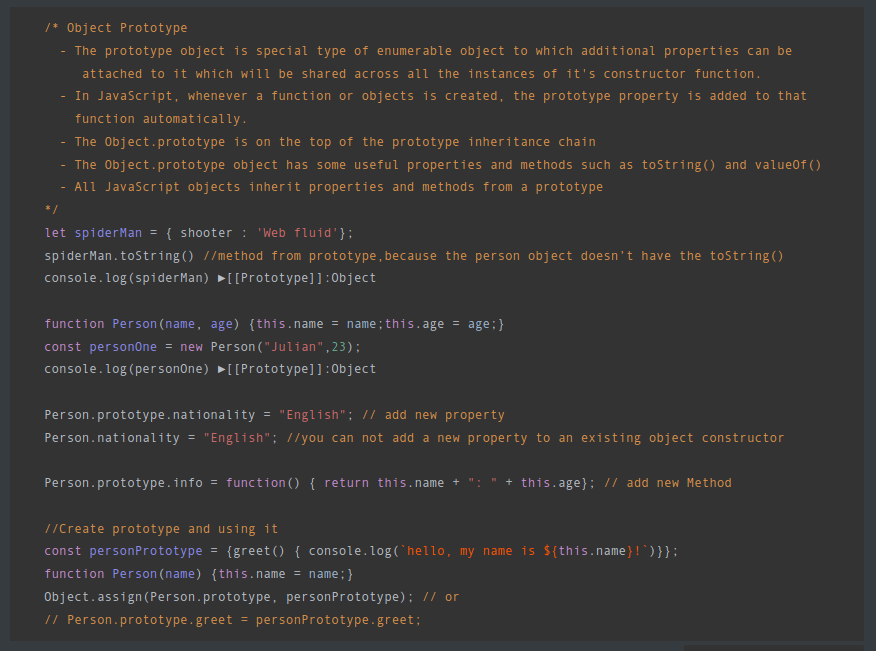 /* Object Prototype
- The prototype object is special type of enumerable object to which additional properties can be
attached to it which will be shared across all the instances of it's constructor function.
- In JavaScript, whenever a function or objects is created, the prototype property is added to that
function automatically.
- The Object.prototype is on the top of the prototype inheritance chain
- The Object.prototype object has some useful properties and methods such as toString() and valueOf()
- All JavaScript objects inherit properties and methods from a prototype
*/
let spiderMan = { shooter : 'Web fluid'};
spiderMan.toString() //method from prototype,because the person object doesn't have the toString()
console.log(spiderMan) ▶[[Prototype]]:Object
function Person(name, age) {this.name = name;this.age = age;}
const personOne = new Person("Julian",23);
console.log(personOne) ▶[[Prototype]]:Object
Person.prototype.nationality = "English"; // add new property
Person.nationality = "English"; //you can not add a new property to an existing object constructor
Person.prototype.info = function() { return this.name + ": " + this.age}; // add new Method
//Create prototype and using it
const personPrototype = {greet() { console.log(`hello, my name is ${this.name}!`)}};
function Person(name) {this.name = name;}
Object.assign(Person.prototype, personPrototype); // or
// Person.prototype.greet = personPrototype.greet;